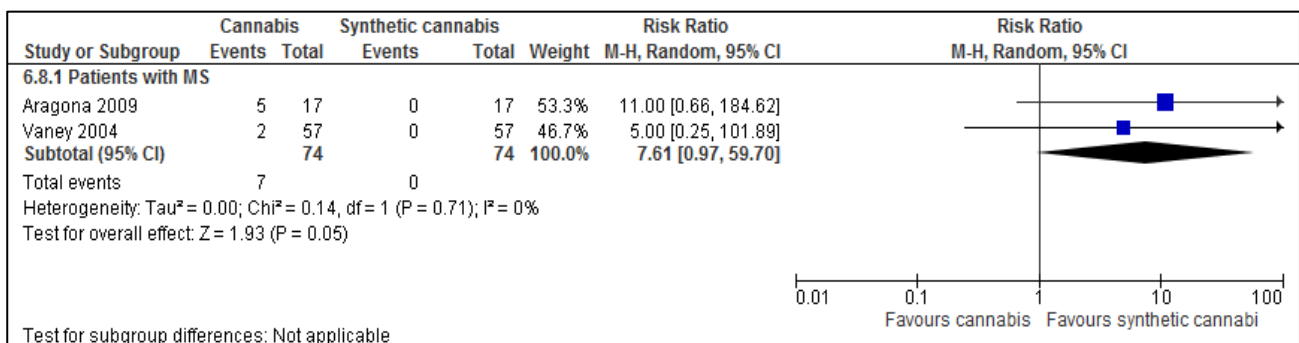 Cannabis Synthetic cannabis Risk Ratio Risk Ratio
Study or Subgroup Events Total Events Total Weight M-H, Random, 95% CI M-H, Random, 95% CI
6.8.1 Patients with MS
Aragona 2009 5 17 0 17 53.3% 11.00 [0.66, 184.62]
Vaney 2004 2 57 0 57 46.7% 5.00 [0.25, 101.89]
Subtotal (95% CI) 74 74 100.0% 7.61 [0.97, 59.70]
Total events 7 0
Heterogeneity: Tau² = 0.00; Chi² = 0.14, df = 1 (P = 0.71); I² = 0%
Test for overall effect: Z = 1.93 (P = 0.05)
0.01 0.1 1 10 100
Favours cannabis Favours synthetic cannabi
Test for subgroup differences: Not applicable